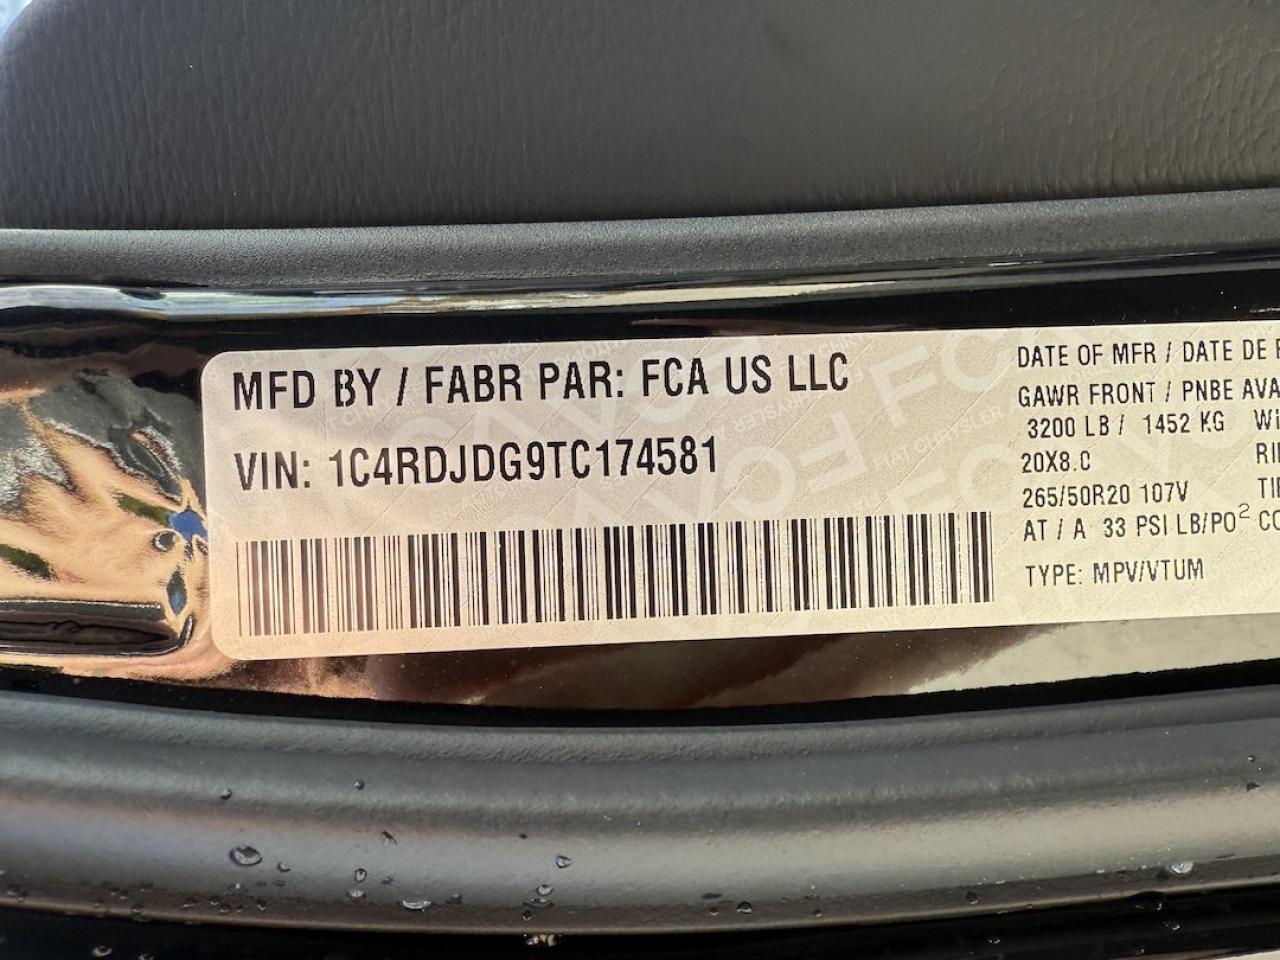 MFD BY / FABR PAR: FCA US LLC
VIN: 1C4RDJDG9TC174581
DATE OF MFR / DATE DE
GAWR FRONT / PNBE AVA
3200 LB / 1452 KG
20X8.0
265/50R20 107V
AT / A 33 PSI LB/PO²
TYPE: MPV/VTUM